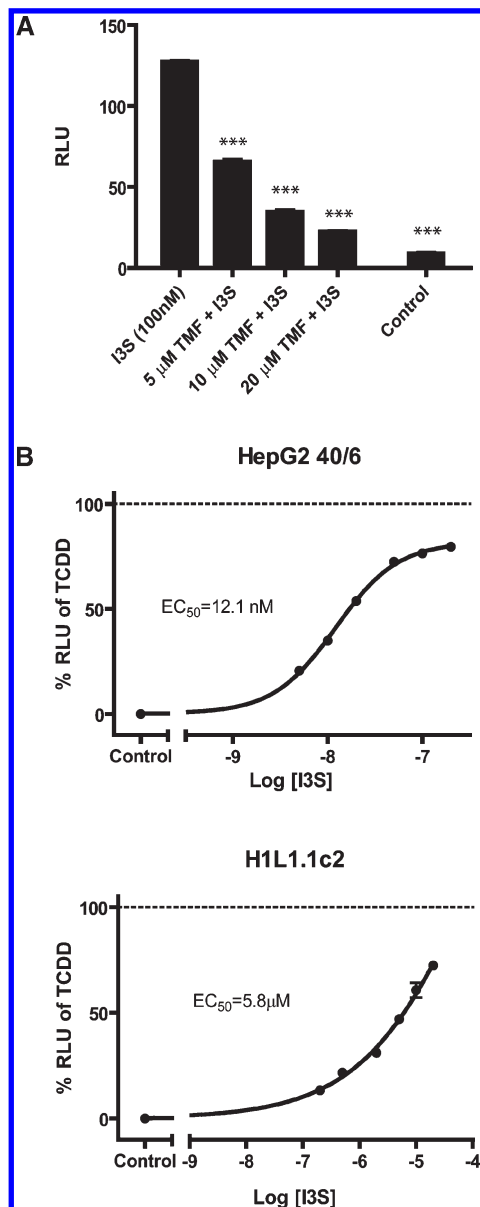 A
150
100
50
0
RLU
***
***
***
***
I3S (100nM)
5 μM TMF + I3S
10 μM TMF + I3S
20 μM TMF + I3S
Control
B
HepG2 40/6
100
50
0
% RLU of TCDD
EC50=12.1 nM
Control
-9
-8
-7
Log [I3S]
H1L1.1c2
100
50
0
% RLU of TCDD
EC50=5.8μM
Control
-9
-8
-7
-6
-5
-4
Log [I3S]